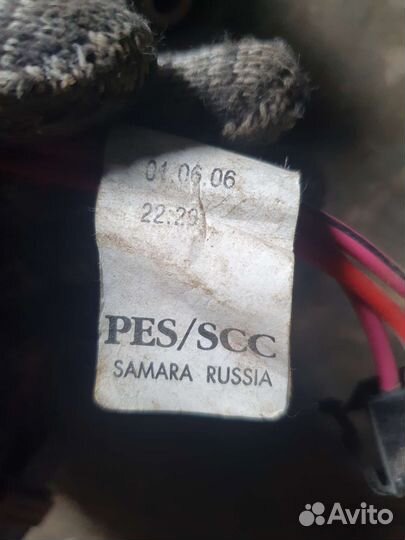 01.06.06
22:29
PES/SCC
SAMARA RUSSIA
Avito